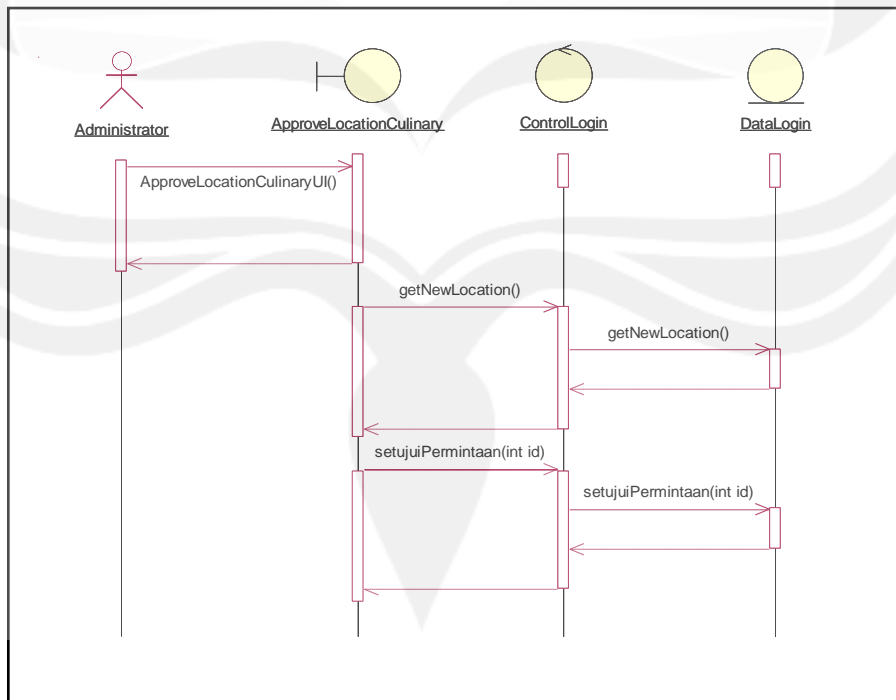 Administrator
ApproveLocationCulinary
ControlLogin
DataLogin
ApproveLocationCulinaryUI()
getNewLocation()
getNewLocation()
setujuiPermintaan(int id)
setujuiPermintaan(int id)